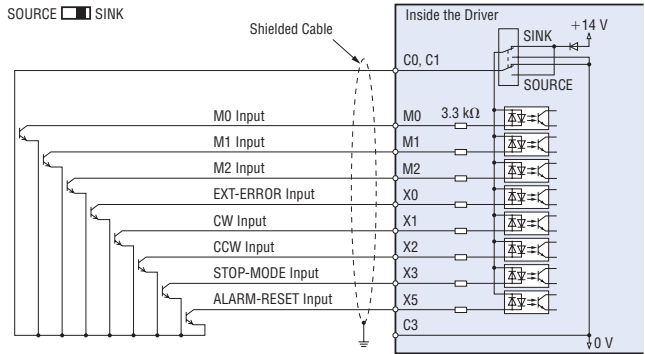 SOURCE SINK
Shielded Cable
Inside the Driver
+14 V
SINK
C0, C1
SOURCE
M0 Input M0 3.3 kΩ
M1 Input M1
M2 Input M2
EXT-ERROR Input X0
CW Input X1
CCW Input X2
STOP-MODE Input X3
ALARM-RESET Input X5
C3
0 V